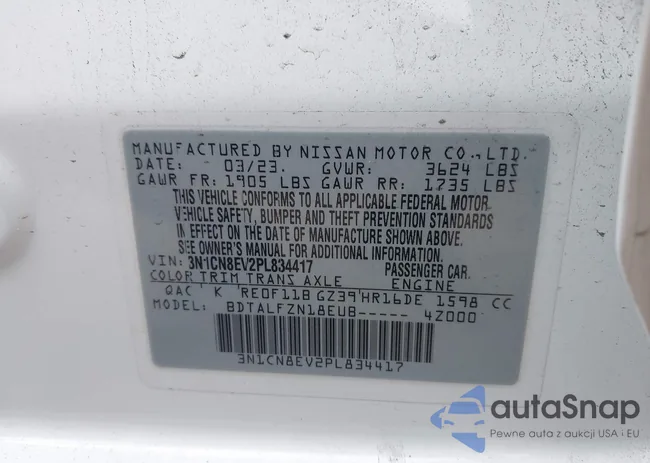 MANUFACTURED BY NISSAN MOTOR CO., LTD.
DATE: 03/23. GVWR: 3624 LBS
GAWR FR: 1905 LBS GAWR RR: 1735 LBS
THIS VEHICLE CONFORMS TO ALL APPLICABLE FEDERAL MOTOR
VEHICLE SAFETY, BUMPER AND THEFT PREVENTION STANDARDS
IN EFFECT ON THE DATE OF MANUFACTURE SHOWN ABOVE.
SEE OWNER'S MANUAL FOR ADDITIONAL INFORMATION.
VIN: 3N1CN8EV2PL834417 PASSENGER CAR.
COLOR TRIM TRANS AXLE ENGINE
QAC K RE0F11B GZ39 HR16DE 1598 CC
MODEL: BDTALFZN18EUB----- 4Z000
3N1CN8EV2PL834417
autaSnap
Pewne auta z aukcji USA i EU